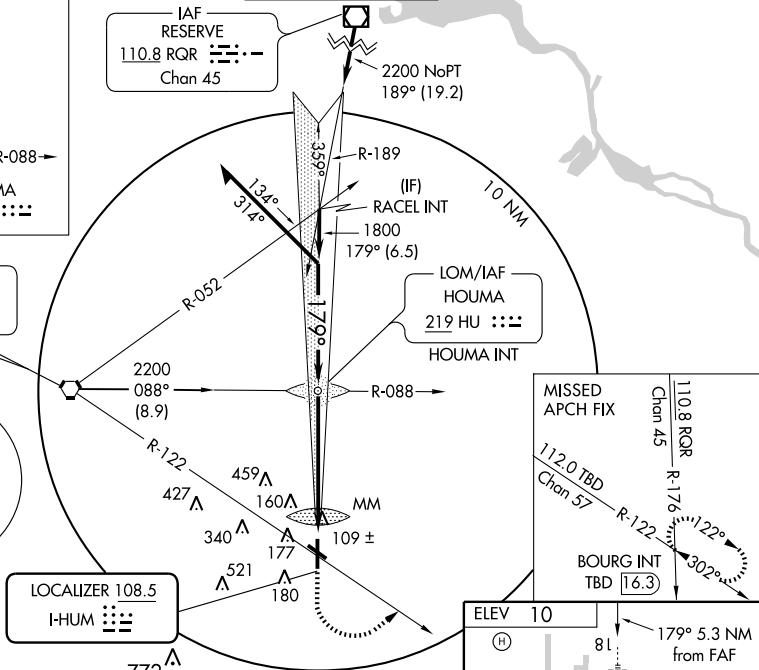 IAF
RESERVE
110.8 RQR
Chan 45
2200 NoPT
189° (19.2)
R-088
MA
359°
R-189
(IF)
RACEL INT
10 NM
134°
314°
1800
179° (6.5)
R-052
179°
LOM/IAF
HOUMA
219 HU
HOUMA INT
2200
088°
(8.9)
R-088
R-122
459
427
160
MM
340
177
109 ±
521
180
LOCALIZER 108.5
I-HUM
772
MISSED
APCH FIX
110.8 RQR
Chan 45
R-176
112.0 TBD
Chan 57
R-122
122°
302°
BOURG INT
TBD 16.3
ELEV 10
H
18
179° 5.3 NM
from FAF